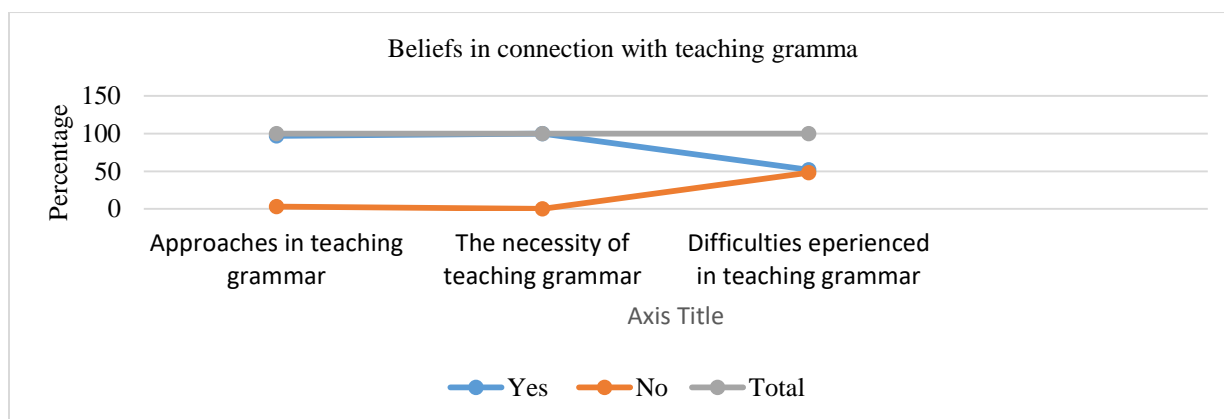 Beliefs in connection with teaching gramma
Percentage
150
100
50
0
Approaches in teaching
grammar
The necessity of
teaching grammar
Difficulties eperienced
in teaching grammar
Axis Title
Yes No Total